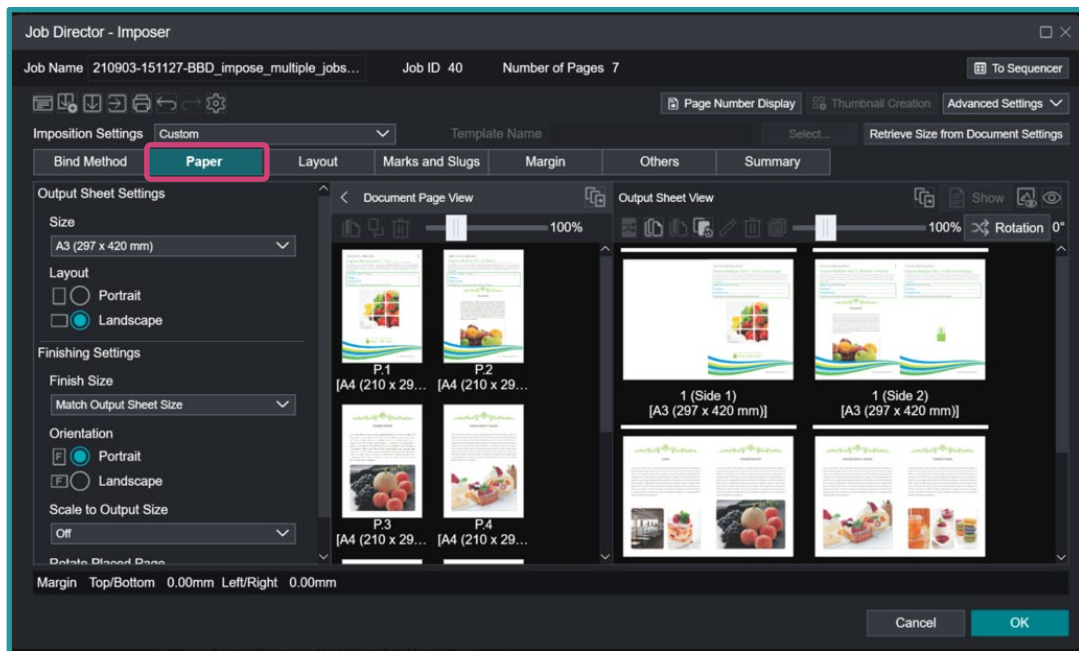 Job Director - Imposer
Job Name 210903-151127-BBD_impose_multiple_jobs... Job ID 40 Number of Pages 7 To Sequencer
Page Number Display Thumbnail Creation Advanced Settings
Imposition Settings Custom Template Name Select... Retrieve Size from Document Settings
Bind Method Paper Layout Marks and Slugs Margin Others Summary
Output Sheet Settings
Size
A3 (297 x 420 mm)
Layout
Portrait
Landscape
Finishing Settings
Finish Size
Match Output Sheet Size
Orientation
F Portrait
F Landscape
Scale to Output Size
Off
Rotate Placed Page
Document Page View
100%
P.1
[A4 (210 x 29...
P.2
[A4 (210 x 29...
P.3
[A4 (210 x 29...
P.4
[A4 (210 x 29...
Output Sheet View Show
100% Rotation 0°
1 (Side 1)
[A3 (297 x 420 mm)]
1 (Side 2)
[A3 (297 x 420 mm)]
Margin Top/Bottom 0.00mm Left/Right 0.00mm
Cancel OK